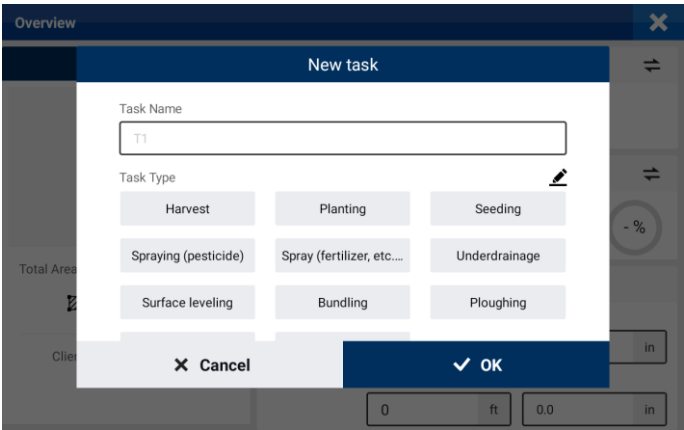 Overview
New task
Task Name
T1
Task Type
Harvest Planting Seeding
- %
Spraying (pesticide) Spray (fertilizer, etc.... Underdrainage
Total Area
Surface leveling Bundling Ploughing
in
Cancel OK
0 ft 0.0 in